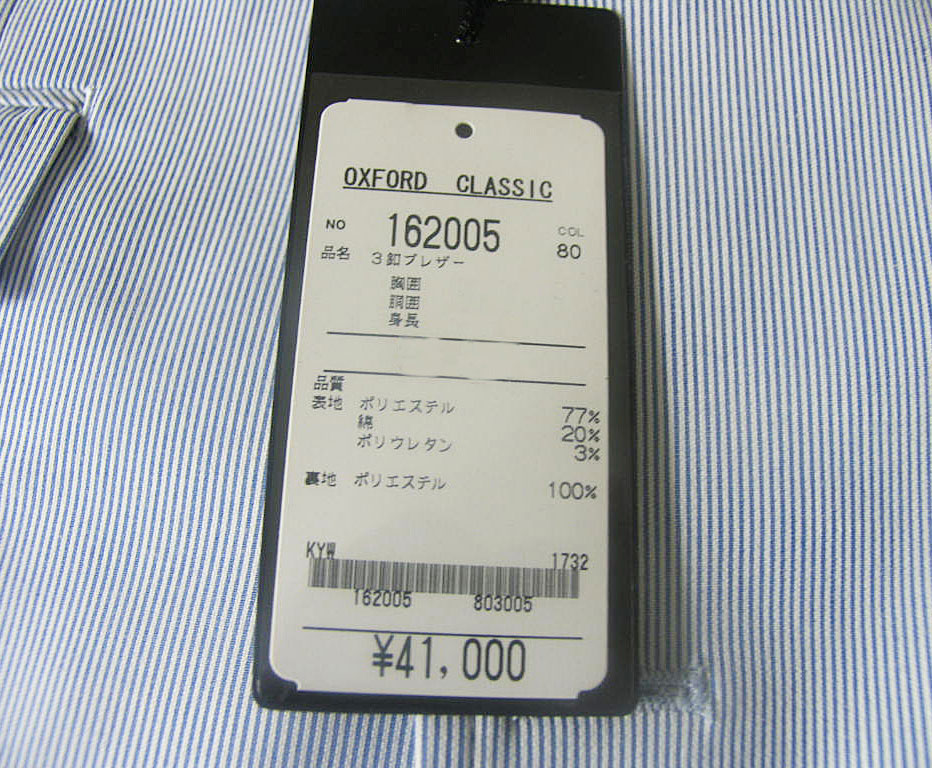 OXFORD CLASSIC
NO 162005 COL 80
品名 3釦ブレザー
胸囲
胴囲
身長
品質
表地 ポリエステル 77%
綿 20%
ポリウレタン 3%
裏地 ポリエステル 100%
KYW 1732
162005 803005
¥41,000